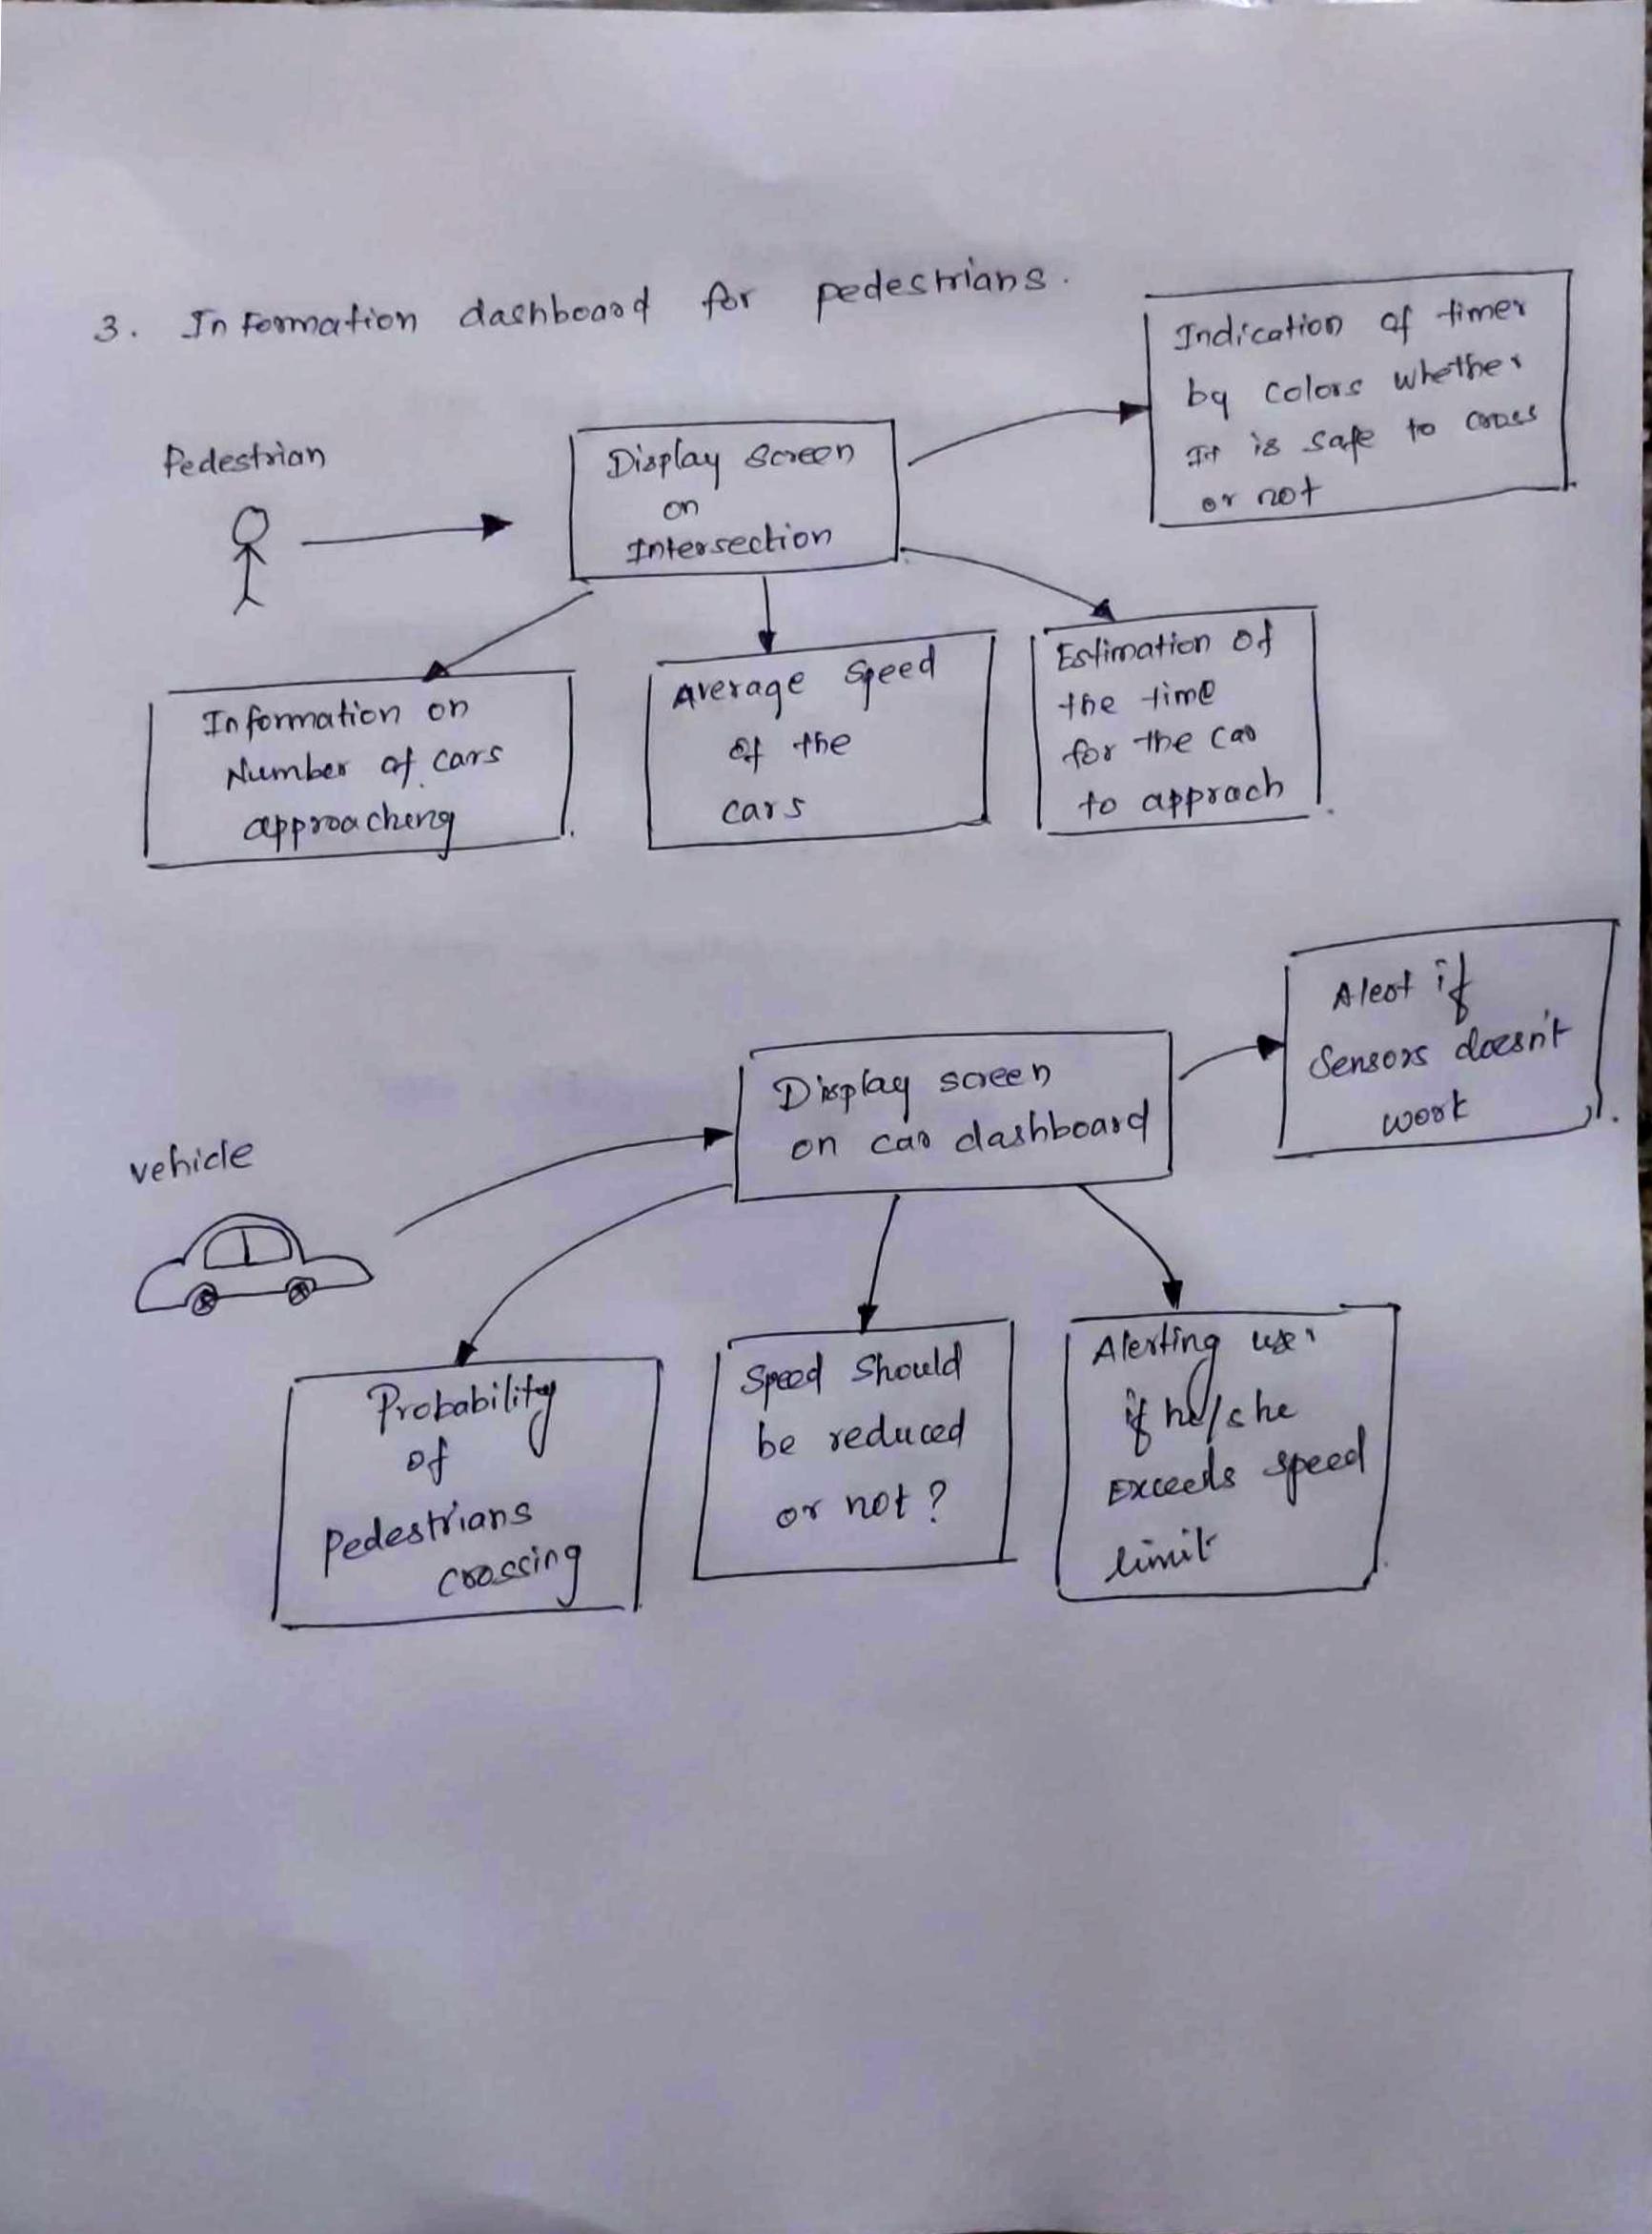 3. Information dashboard for pedestrians.
Pedestrian
Display screen
on
Intersection
Indication of timer
by colors whether
It is safe to cross
or not
Information on
Number of cars
approaching
Average speed
of the
cars
Estimation of
the time
for the car
to apprach
vehicle
Display screen
on car dashboard
Alert if
Sensors doesn't
work
Probability
of
Pedestrians
crossing
Speed should
be reduced
or not?
Alerting user
if he/she
Exceeds speed
limit